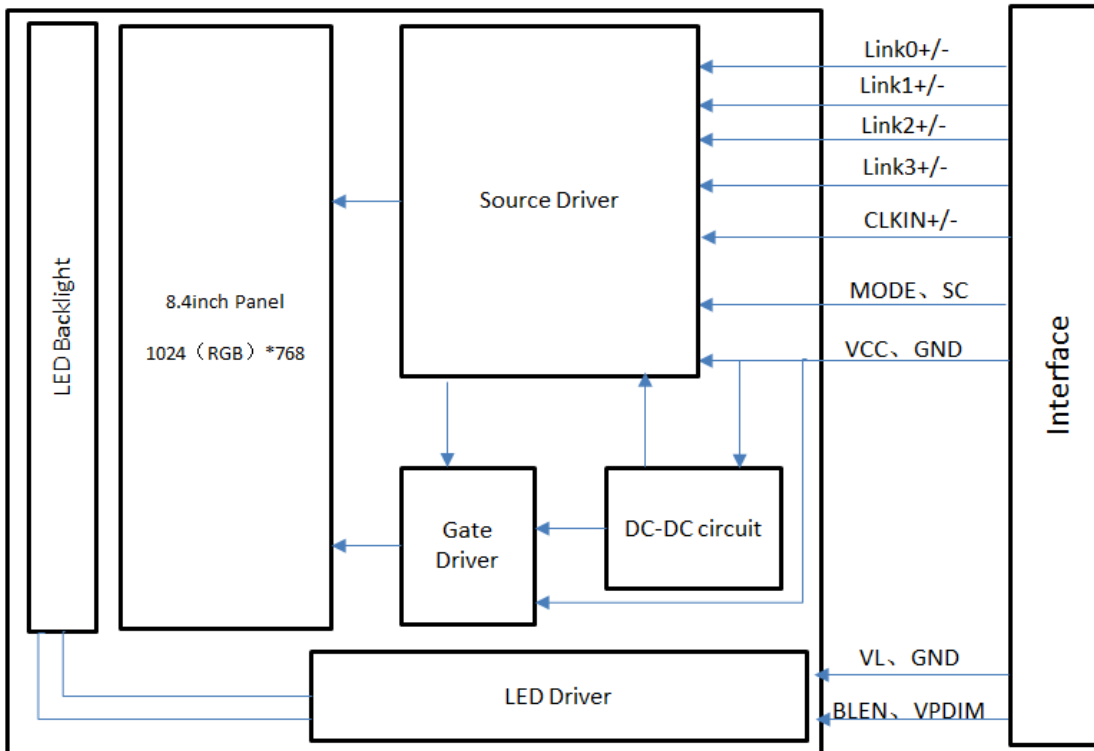 LED Backlight
8.4inch Panel
1024（RGB）*768
Source Driver
Gate
Driver
DC-DC circuit
LED Driver
Link0+/-
Link1+/-
Link2+/-
Link3+/-
CLKIN+/-
MODE、SC
VCC、GND
VL、GND
BLEN、VPDIM
Interface